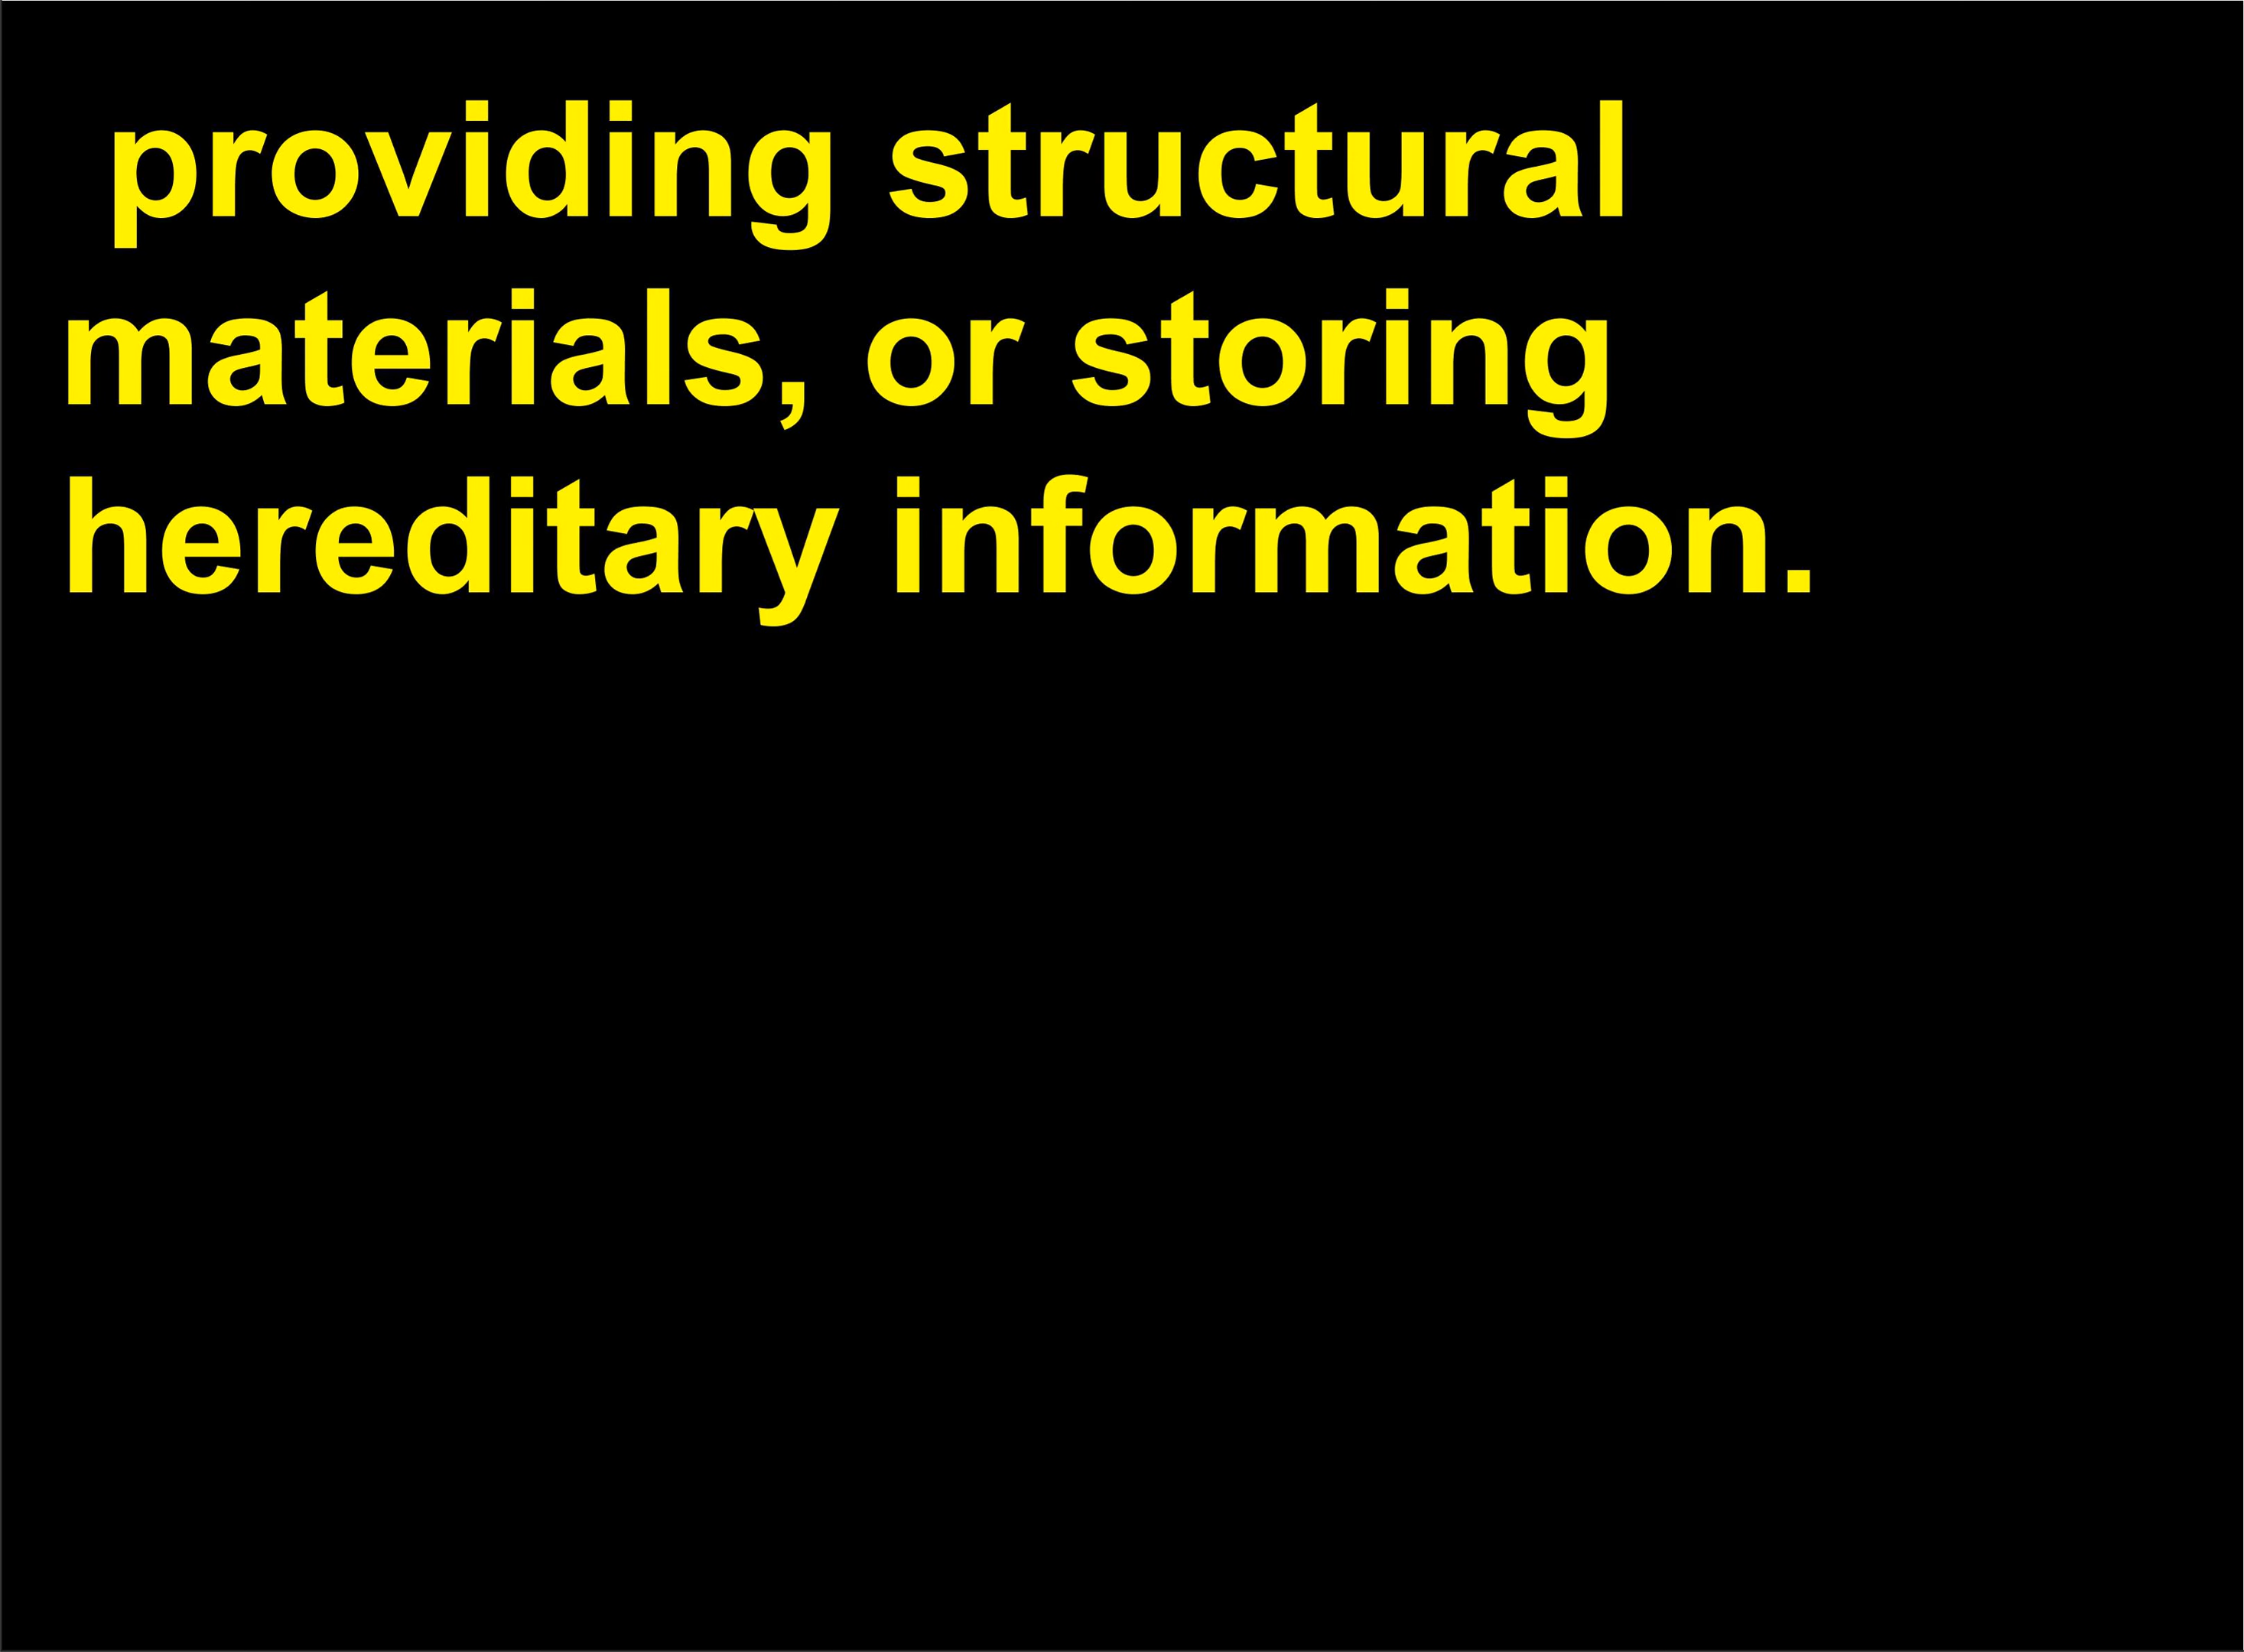 providing structural
materials, or storing
hereditary information.